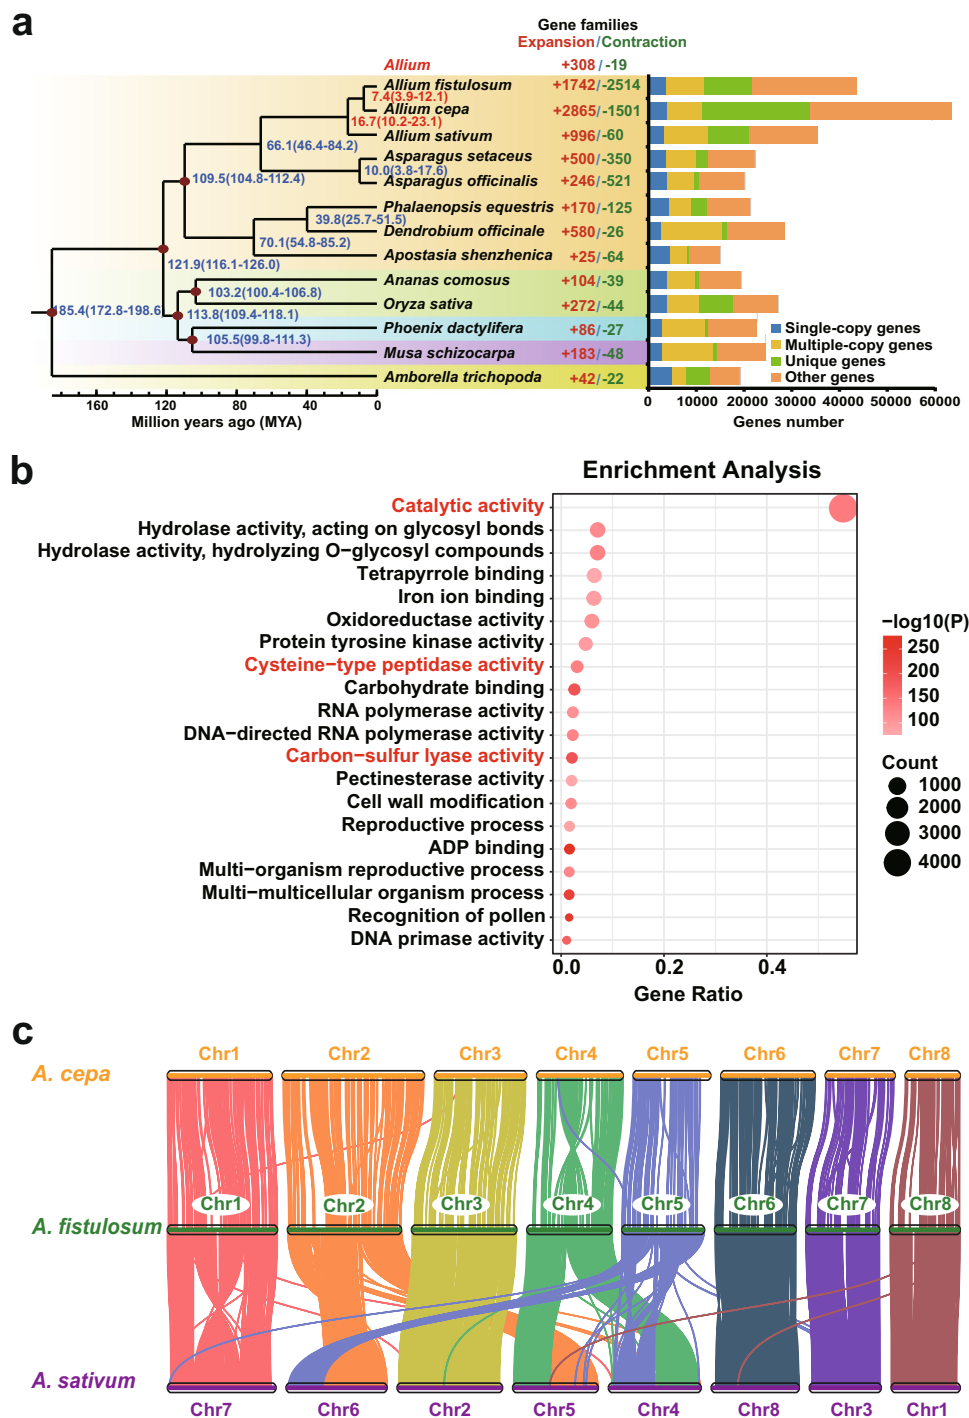 a
Gene families
Expansion/Contraction
Allium +308 / -19
Allium fistulosum +1742/-2514
7.4(3.9-12.1)
Allium cepa +2865/-1501
16.7(10.2-23.1)
Allium sativum +996/-60
66.1(46.4-84.2)
Asparagus setaceus +500/-350
10.0(3.8-17.6)
109.5(104.8-112.4)
Asparagus officinalis +246/-521
Phalaenopsis equestris +170/-125
39.8(25.7-51.5)
Dendrobium officinale +580/-26
70.1(54.8-85.2)
Apostasia shenzhenica +25/-64
121.9(116.1-126.0)
Ananas comosus +104/-39
103.2(100.4-106.8)
Oryza sativa +272/-44
185.4(172.8-198.6
113.8(109.4-118.1)
Phoenix dactylifera +86/-27
105.5(99.8-111.3)
Musa schizocarpa +183/-48
Amborella trichopoda +42/-22
Single-copy genes
Multiple-copy genes
Unique genes
Other genes
160 120 80 40 0
Million years ago (MYA)
0 10000 20000 30000 40000 50000 60000
Genes number
b
Enrichment Analysis
Catalytic activity
Hydrolase activity, acting on glycosyl bonds
Hydrolase activity, hydrolyzing O−glycosyl compounds
Tetrapyrrole binding
Iron ion binding
Oxidoreductase activity
Protein tyrosine kinase activity
Cysteine−type peptidase activity
Carbohydrate binding
RNA polymerase activity
DNA−directed RNA polymerase activity
Carbon−sulfur lyase activity
Pectinesterase activity
Cell wall modification
Reproductive process
ADP binding
Multi−organism reproductive process
Multi−multicellular organism process
Recognition of pollen
DNA primase activity
0.0 0.2 0.4
Gene Ratio
−log10(P)
250
200
150
100
Count
1000
2000
3000
4000
c
Chr1 Chr2 Chr3 Chr4 Chr5 Chr6 Chr7 Chr8
A. cepa
Chr1 Chr2 Chr3 Chr4 Chr5 Chr6 Chr7 Chr8
A. fistulosum
A. sativum
Chr7 Chr6 Chr2 Chr5 Chr4 Chr8 Chr3 Chr1